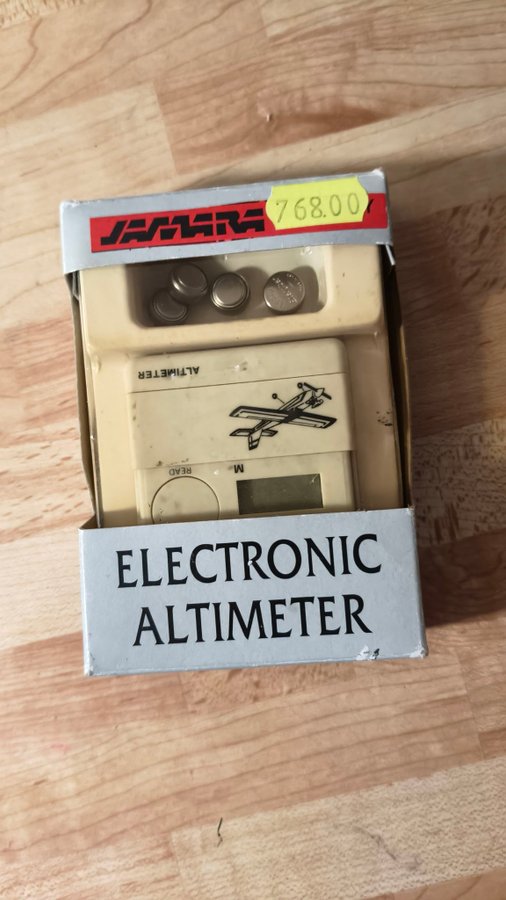 JAMARA
768.00
ALTIMETER
READ
M
ELECTRONIC
ALTIMETER